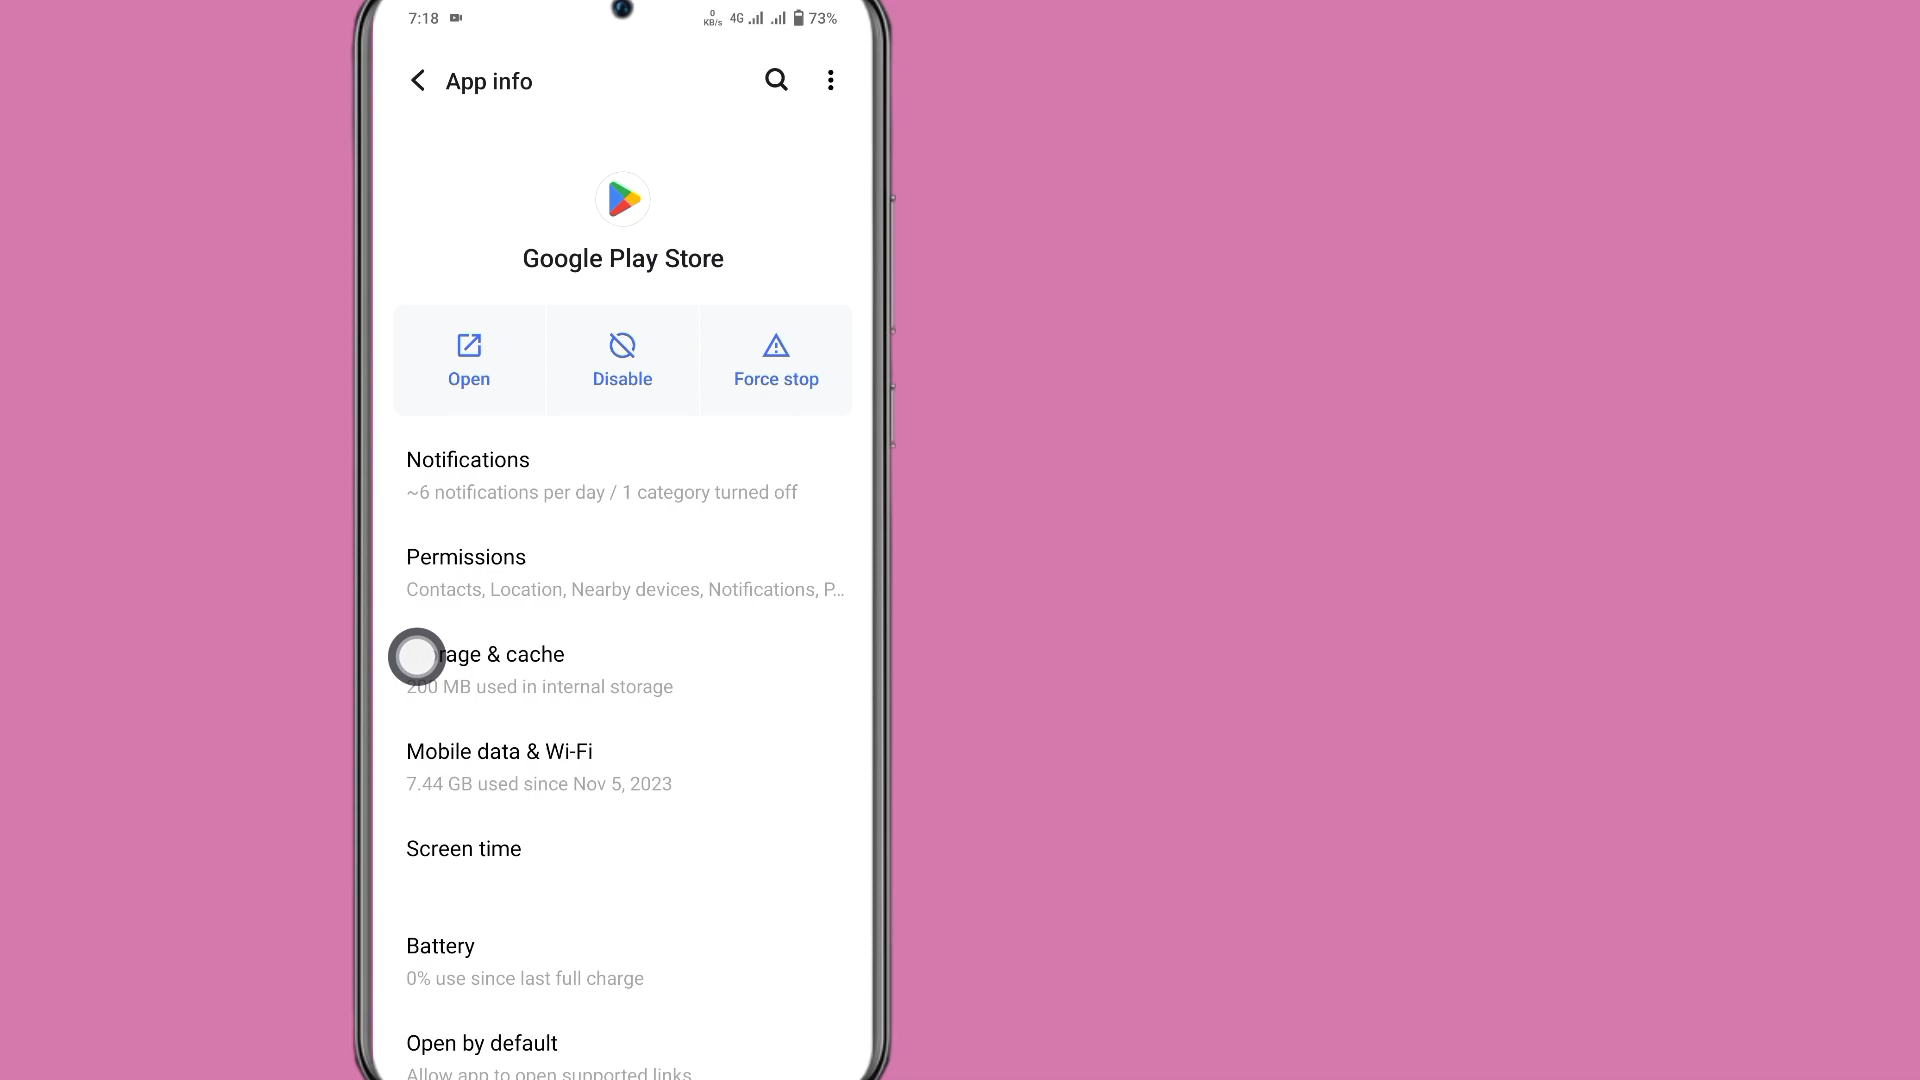 7:18
0 KB/s 4G 73%
App info
Google Play Store
Open
Disable
Force stop
Notifications
~6 notifications per day / 1 category turned off
Permissions
Contacts, Location, Nearby devices, Notifications, P...
rage & cache
200 MB used in internal storage
Mobile data & Wi-Fi
7.44 GB used since Nov 5, 2023
Screen time
Battery
0% use since last full charge
Open by default
Allow app to open supported links